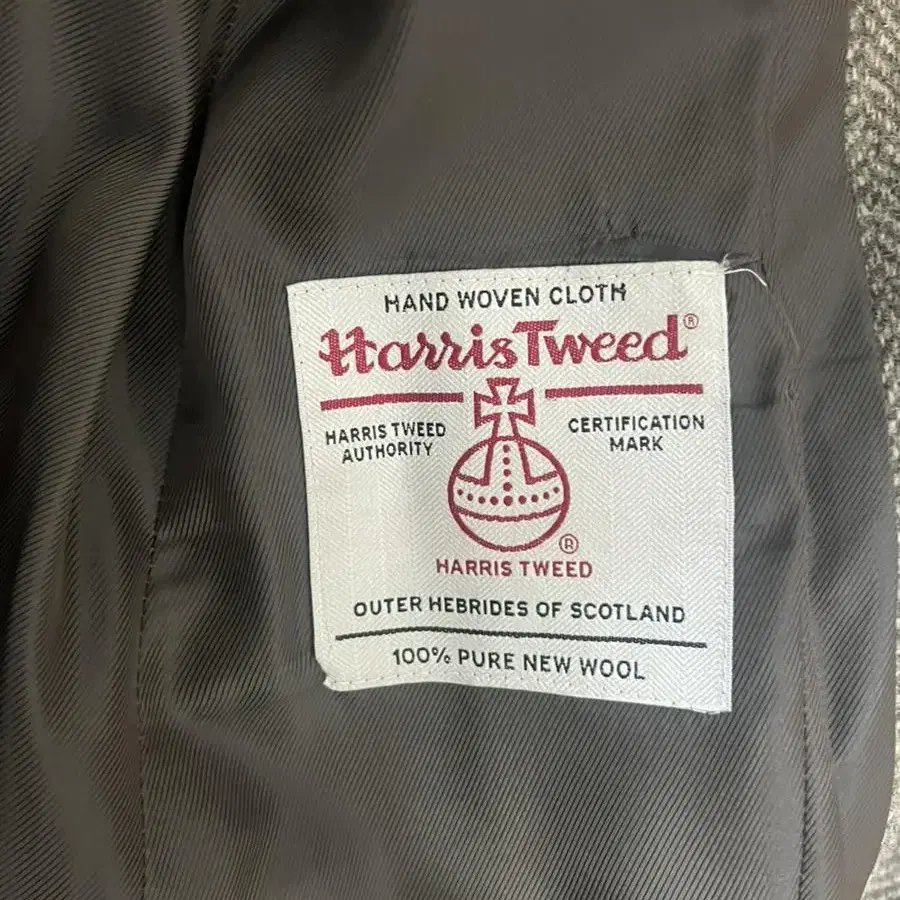 HAND WOVEN CLOTH
Harris Tweed®
HARRIS TWEED
AUTHORITY
CERTIFICATION
MARK
®
HARRIS TWEED
OUTER HEBRIDES OF SCOTLAND
100% PURE NEW WOOL